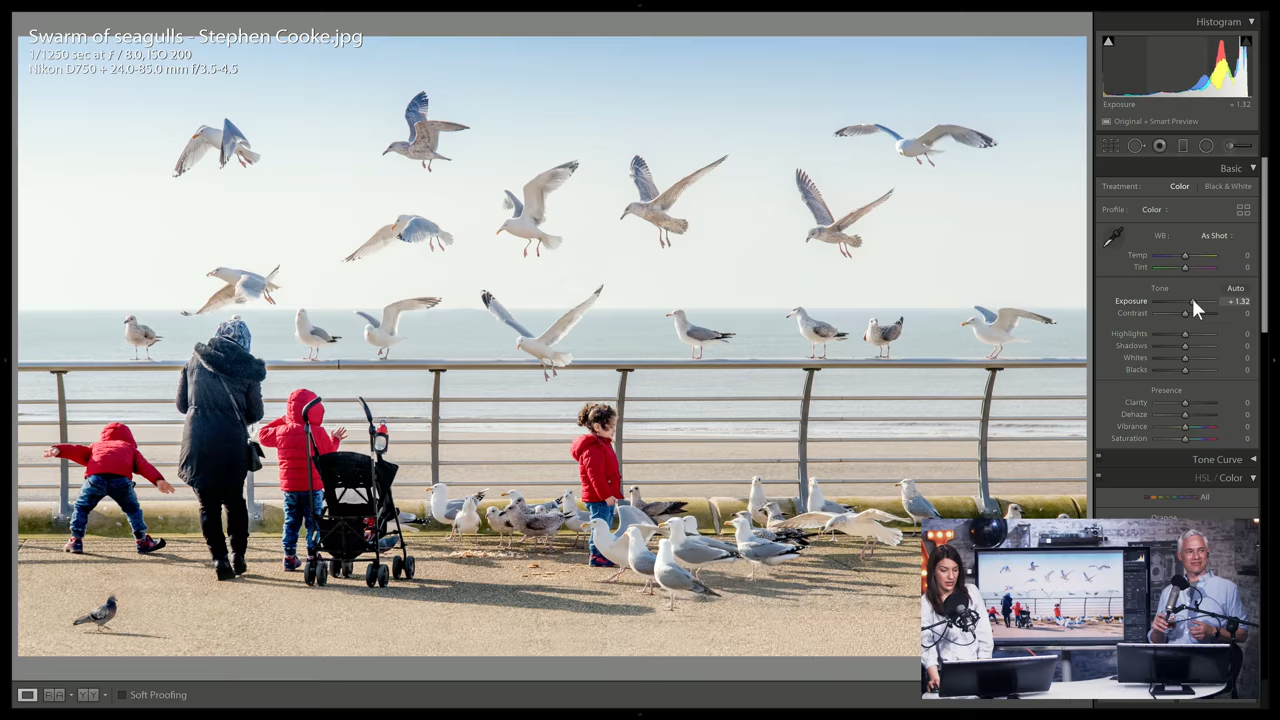 Swarm of seagulls - Stephen Cooke.jpg
1/1250 sec at ƒ / 8.0, ISO 200
Nikon D750 + 24.0-85.0 mm f/3.5-4.5
Histogram
Exposure + 1.32
Original + Smart Preview
Basic
Treatment: Color Black & White
Profile: Color
WB: As Shot
Temp 0
Tint 0
Tone Auto
Exposure + 1.32
Contrast 0
Highlights 0
Shadows 0
Whites 0
Blacks 0
Presence
Clarity 0
Dehaze 0
Vibrance 0
Saturation 0
Tone Curve
HSL / Color
All
Orange
Soft Proofing